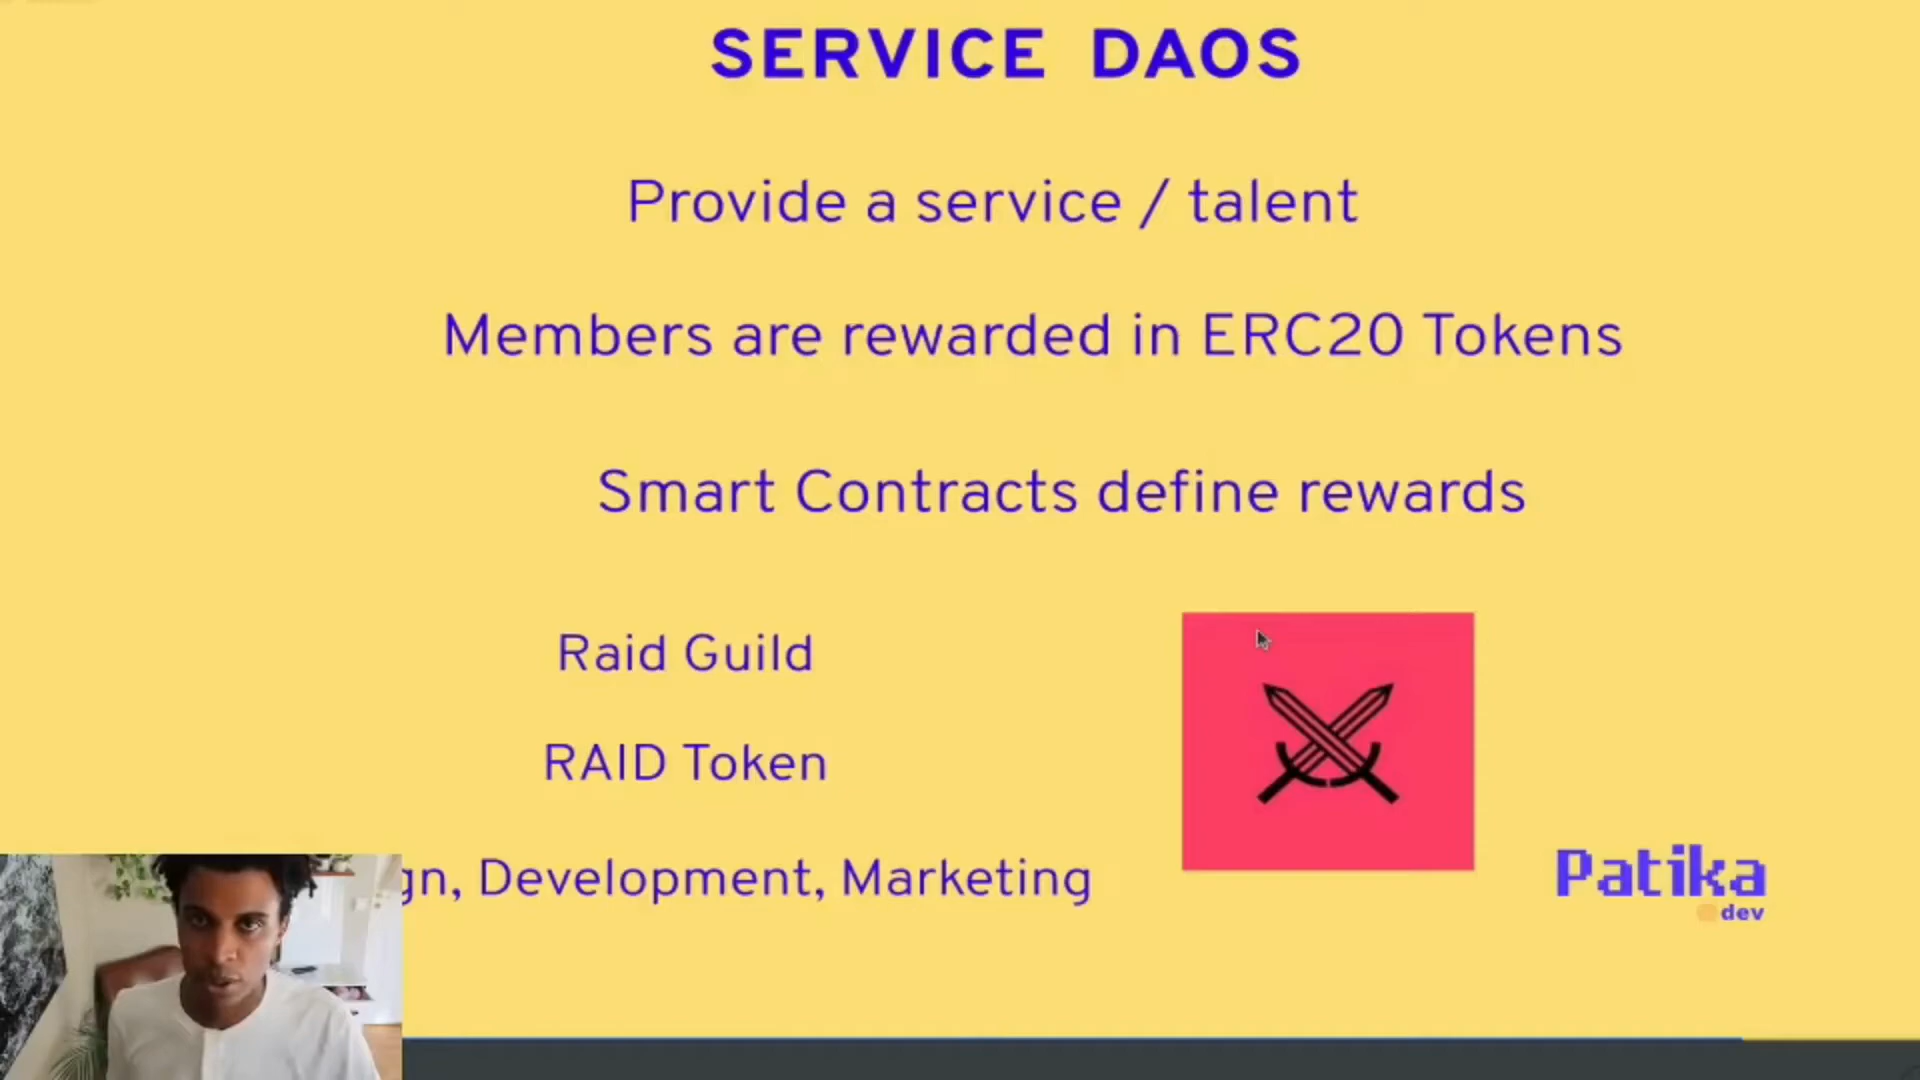 SERVICE DAOS
Provide a service / talent
Members are rewarded in ERC20 Tokens
Smart Contracts define rewards
Raid Guild
RAID Token
gn, Development, Marketing
Patika
dev